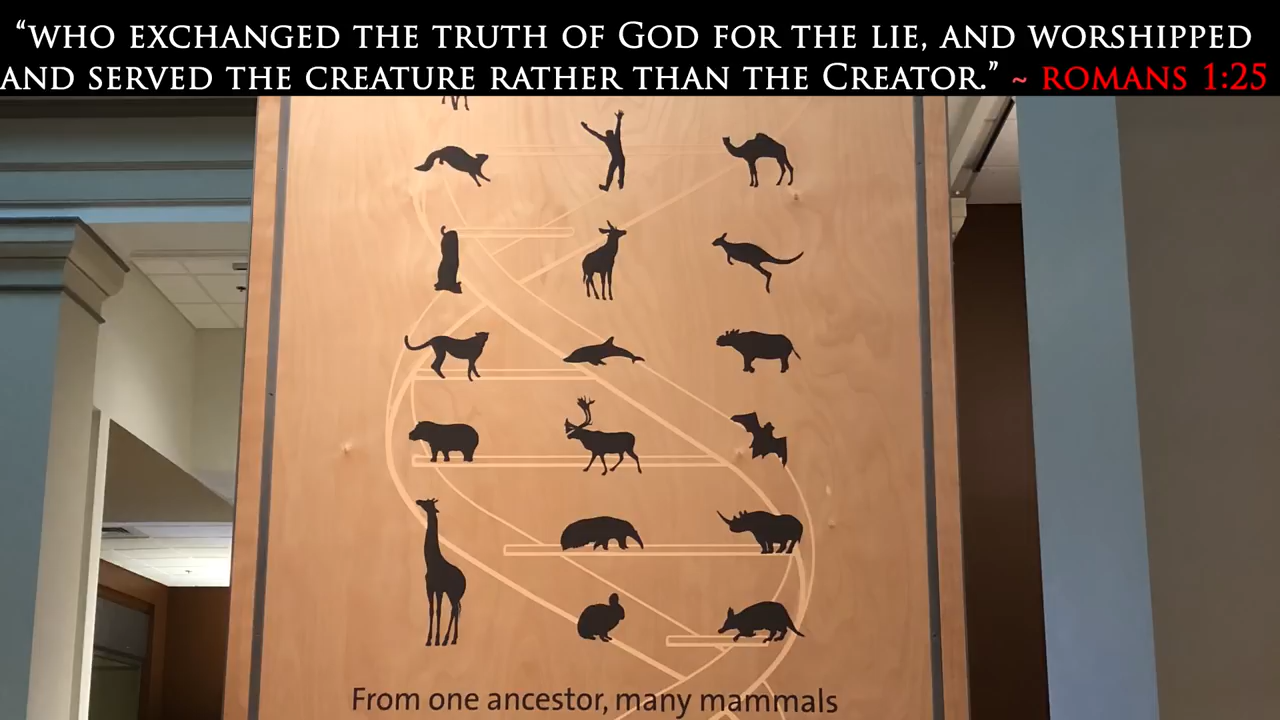 “WHO EXCHANGED THE TRUTH OF GOD FOR THE LIE, AND WORSHIPPED
AND SERVED THE CREATURE RATHER THAN THE CREATOR.” ~ ROMANS 1:25
From one ancestor, many mammals